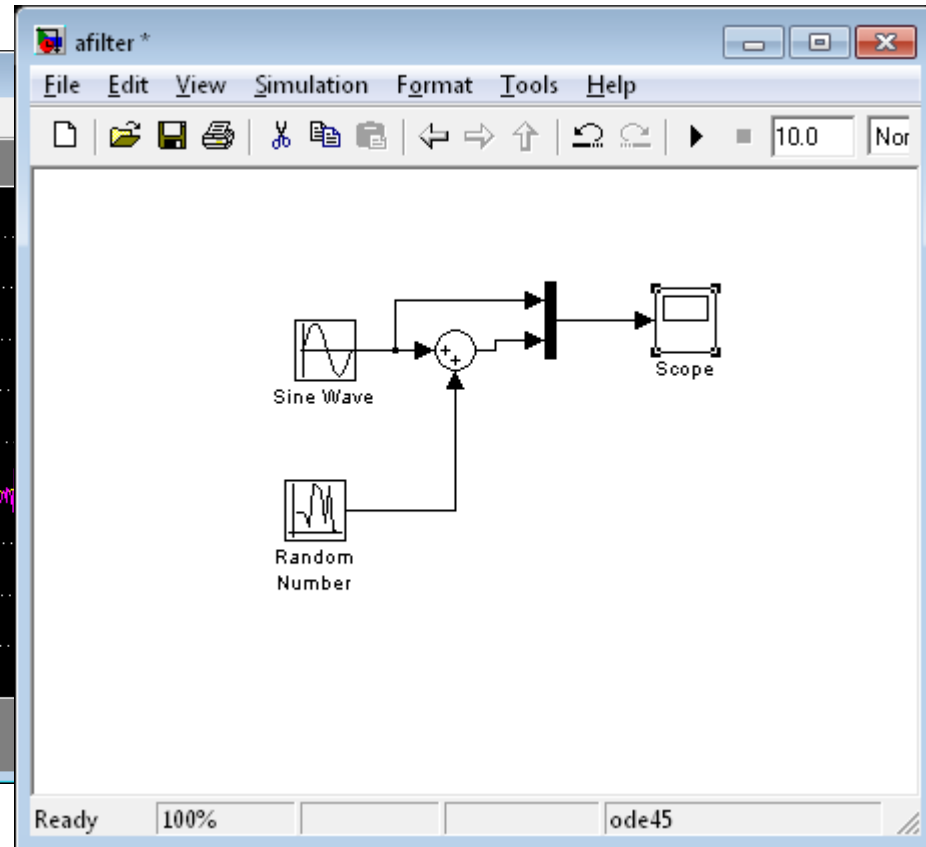 afilter *
File Edit View Simulation Format Tools Help
10.0 Nor
Scope
Sine Wave
Random
Number
Ready 100% ode45